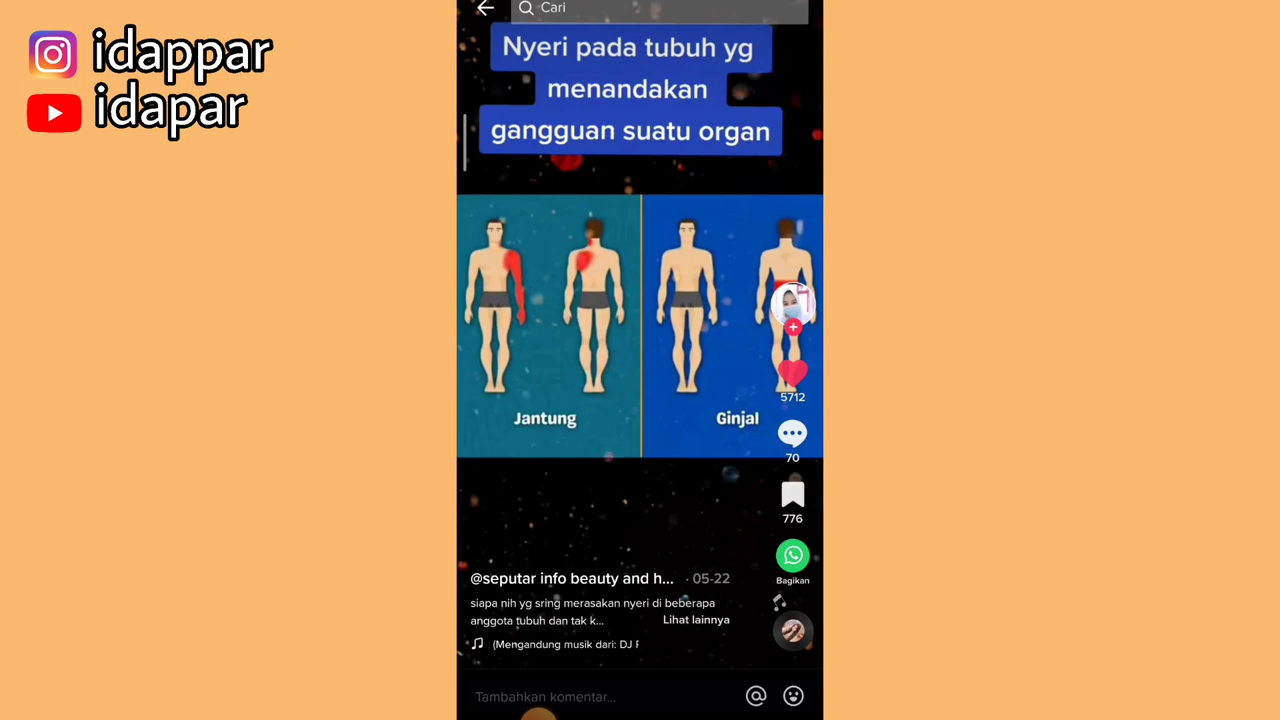 idappar
idapar
Cari
Nyeri pada tubuh yg
menandakan
gangguan suatu organ
Jantung
Ginjal
5712
70
776
Bagikan
@seputar info beauty and h... · 05-22
siapa nih yg sring merasakan nyeri di beberapa
anggota tubuh dan tak k... Lihat lainnya
(Mengandung musik dari: DJ F
Tambahkan komentar...